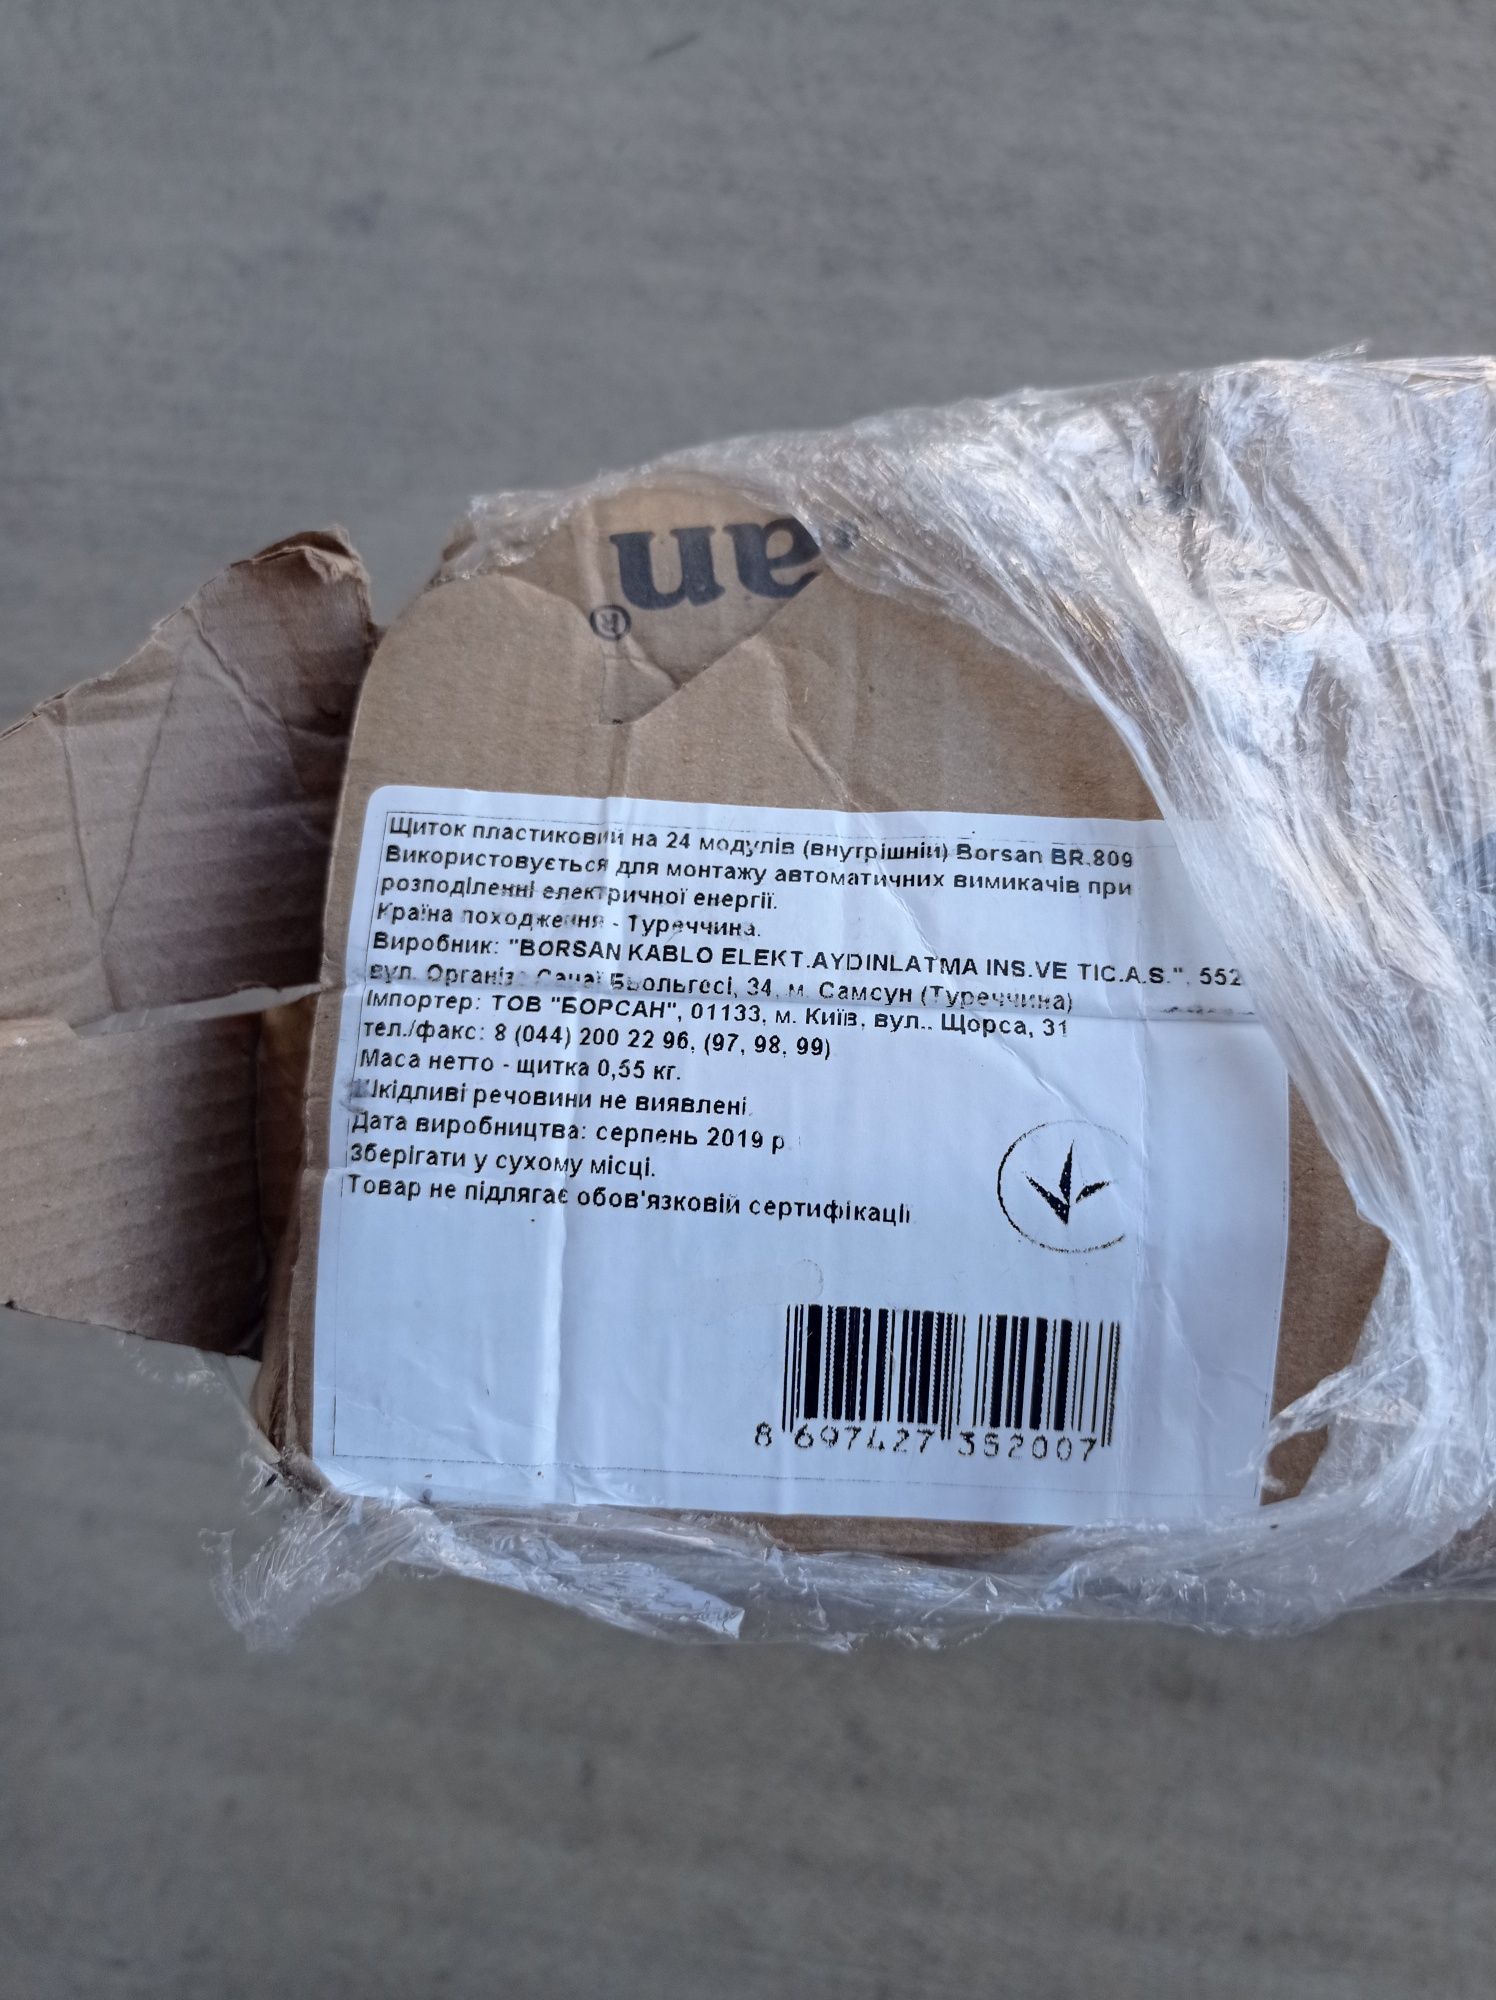 an®
Щиток пластиковий на 24 модулів (внутрішній) Borsan BR.809
Використовується для монтажу автоматичних вимикачів при
розподіленні електричної енергії.
Країна походження - Туреччина.
Виробник: "BORSAN KABLO ELEKT.AYDINLATMA INS.VE TIC.A.S.", 552
вул. Бьольгесі, 34, м. Самсун (Туреччина)
Імпортер: ТОВ "БОРСАН", 01133, м. Київ, вул.. Щорса, 31
тел./факс: 8 (044) 200 22 96, (97, 98, 99)
Маса нетто - щитка 0,55 кг.
Шкідливі речовини не виявлені.
Дата виробництва: серпень 2019 р.
Зберігати у сухому місці.
Товар не підлягає обов'язковій сертифікації
8 697427 352007